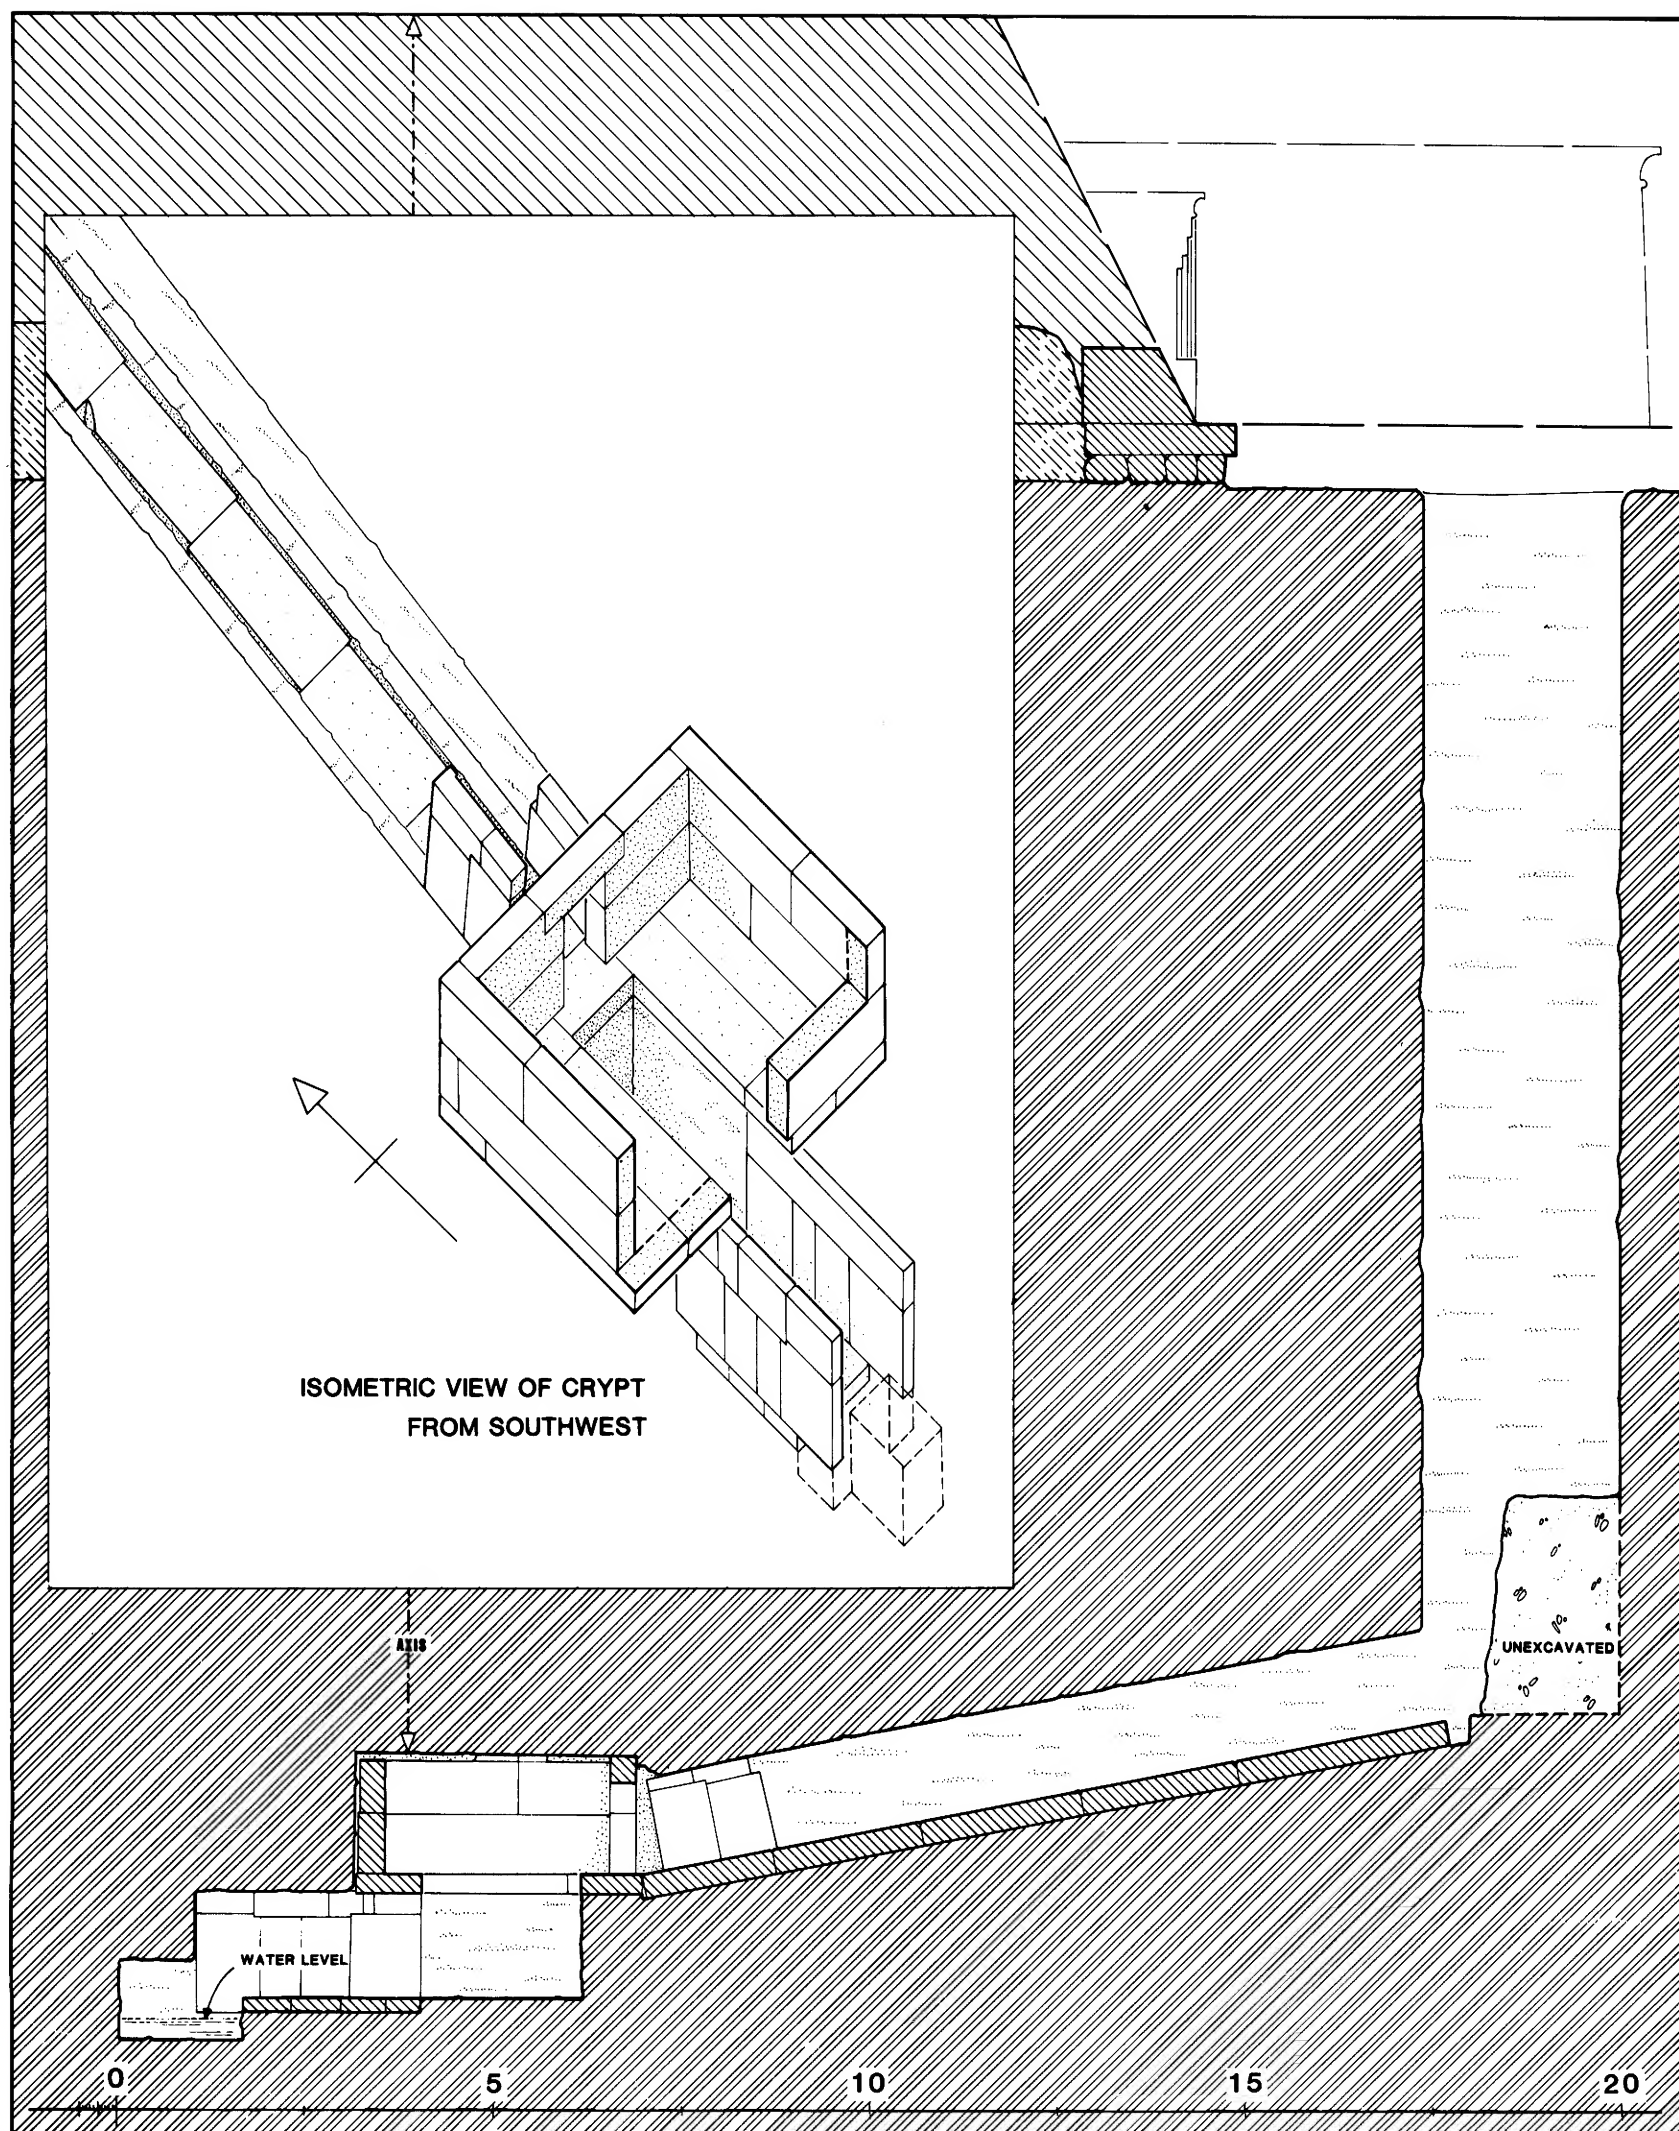 ISOMETRIC VIEW OF CRYPT
FROM SOUTHWEST
AXIS
UNEXCAVATED
WATER LEVEL
0 5 10 15 20